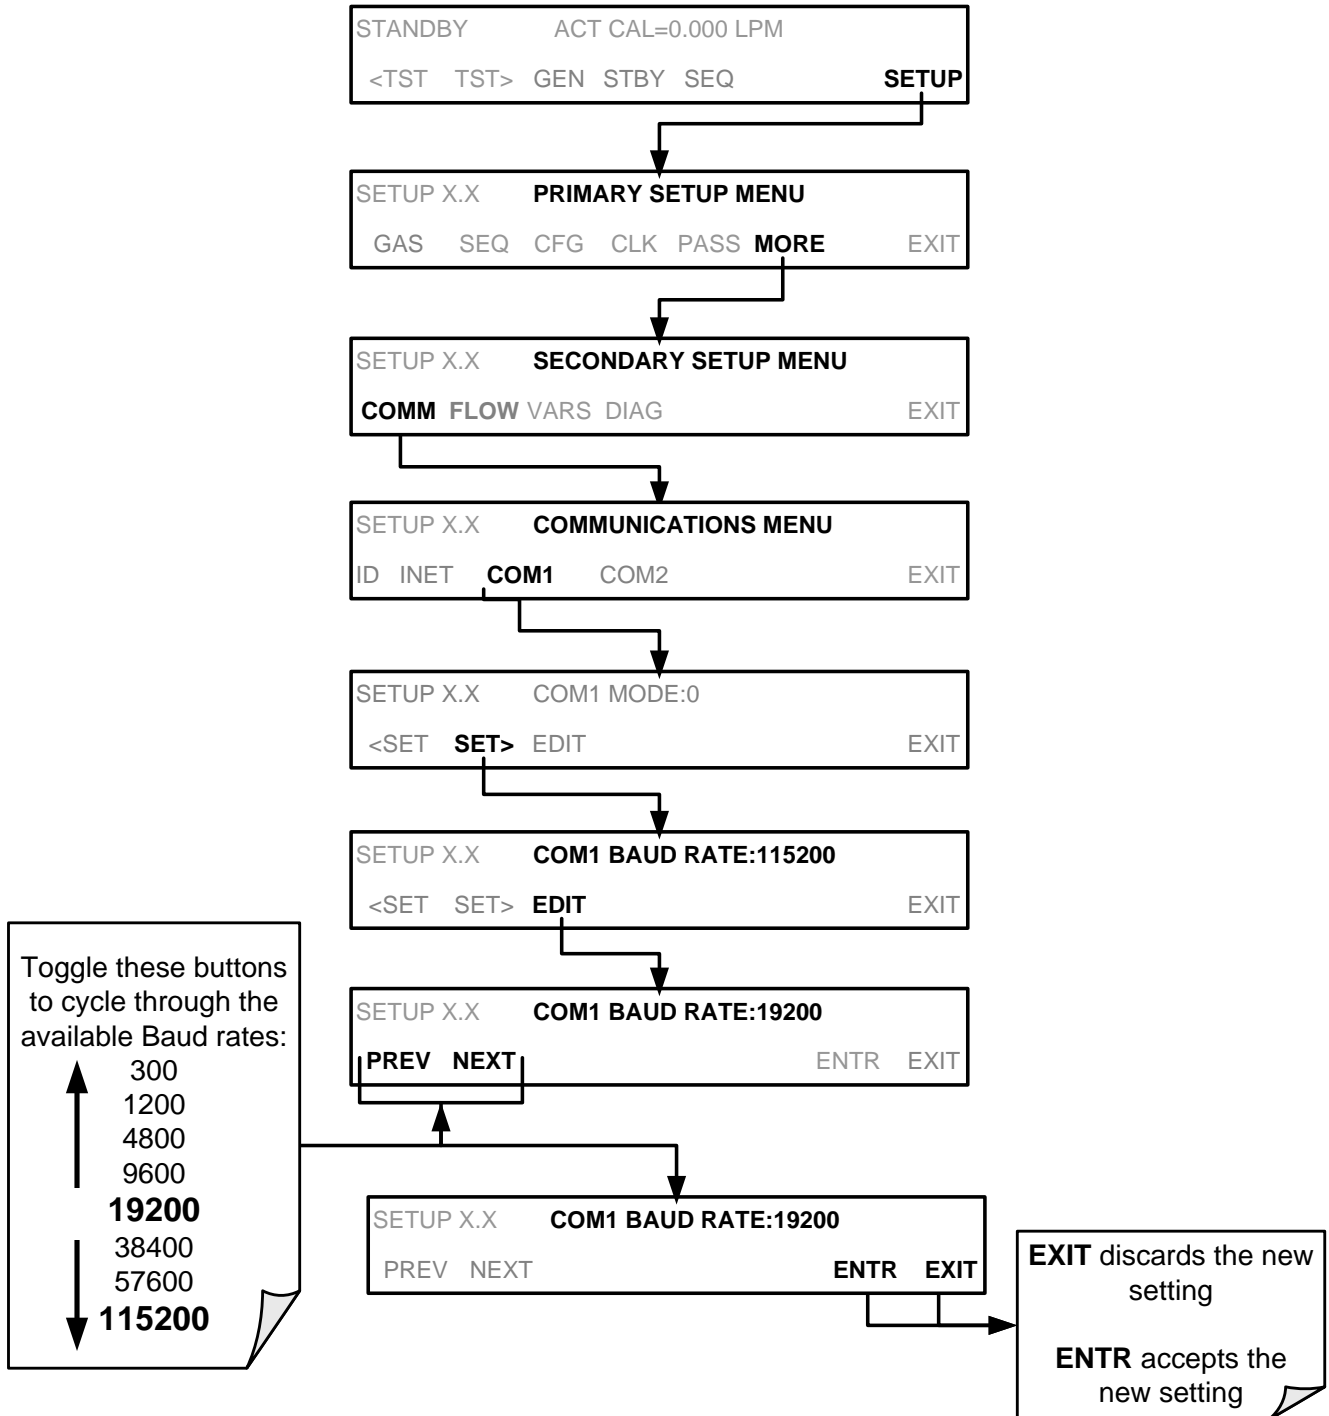 STANDBY ACT CAL=0.000 LPM
<TST TST> GEN STBY SEQ SETUP
SETUP X.X PRIMARY SETUP MENU
GAS SEQ CFG CLK PASS MORE EXIT
SETUP X.X SECONDARY SETUP MENU
COMM FLOW VARS DIAG EXIT
SETUP X.X COMMUNICATIONS MENU
ID INET COM1 COM2 EXIT
SETUP X.X COM1 MODE:0
<SET SET> EDIT EXIT
SETUP X.X COM1 BAUD RATE:115200
<SET SET> EDIT EXIT
SETUP X.X COM1 BAUD RATE:19200
PREV NEXT ENTR EXIT
Toggle these buttons
to cycle through the
available Baud rates:
300
1200
4800
9600
19200
38400
57600
115200
SETUP X.X COM1 BAUD RATE:19200
PREV NEXT ENTR EXIT
EXIT discards the new
setting
ENTR accepts the
new setting